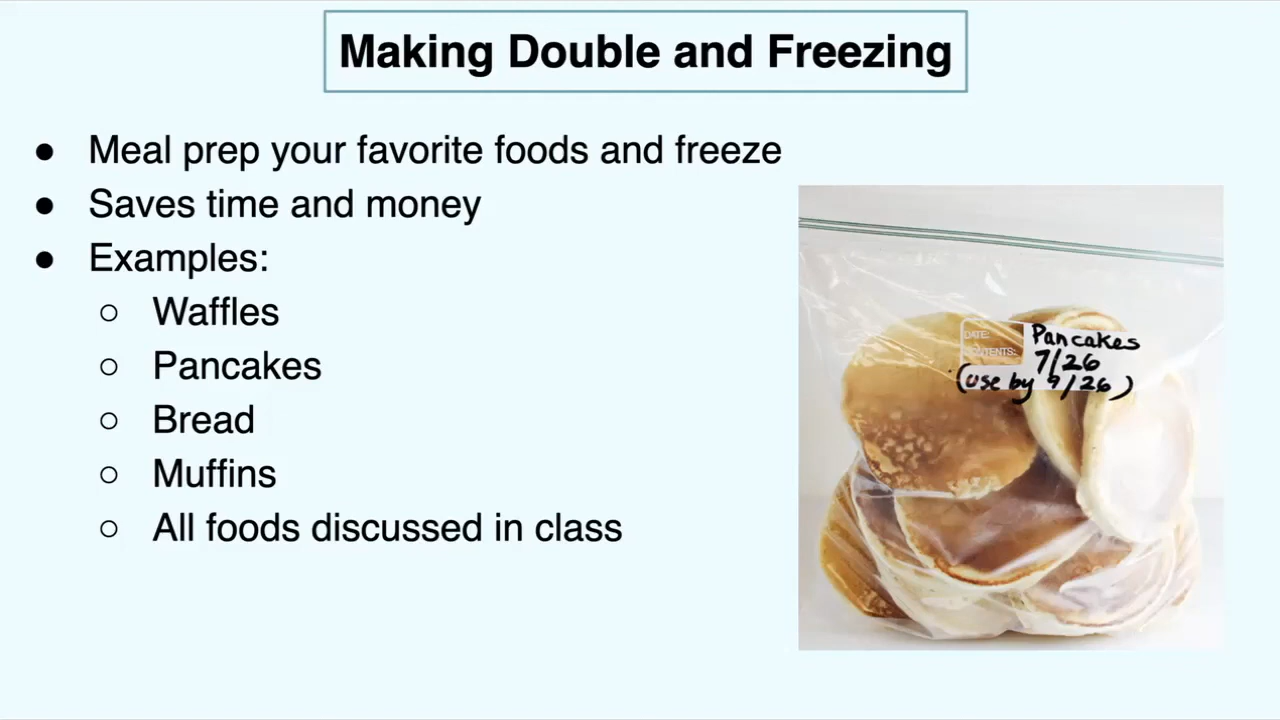 Making Double and Freezing
● Meal prep your favorite foods and freeze
● Saves time and money
● Examples:
○ Waffles
○ Pancakes
○ Bread
○ Muffins
○ All foods discussed in class
DATE:
CONTENTS:
Pancakes
7/26
(use by 9/26)